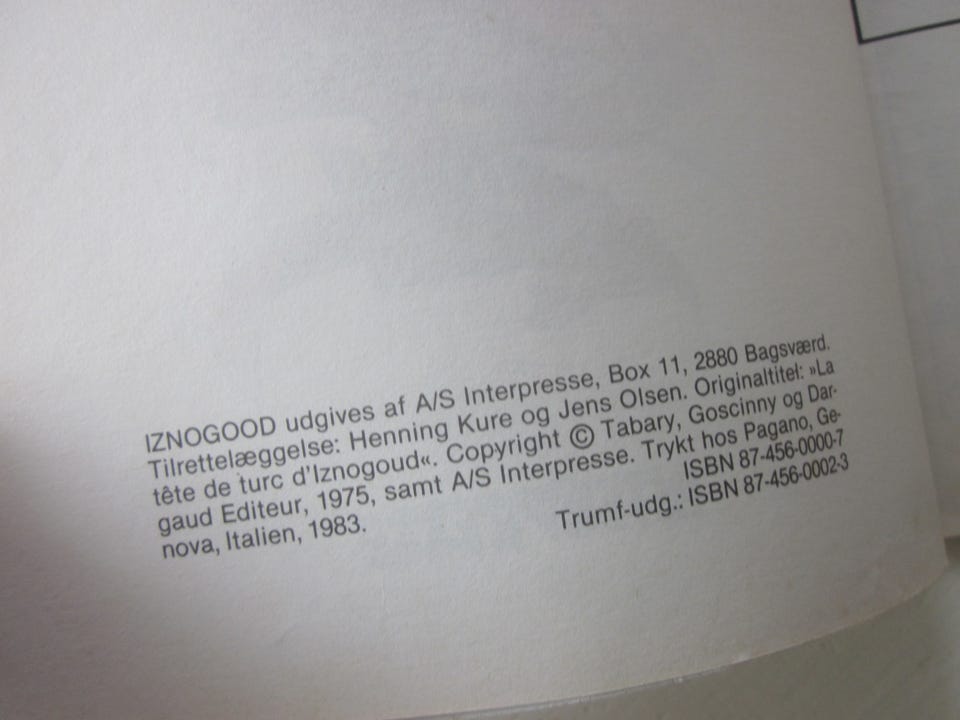 IZNOGOOD udgives af A/S Interpresse, Box 11, 2880 Bagsværd.
Tilrettelæggelse: Henning Kure og Jens Olsen. Originaltitel: »La
tête de turc d'Iznogoud«. Copyright © Tabary, Goscinny og Dar-
gaud Editeur, 1975, samt A/S Interpresse. Trykt hos Pagano, Ge-
nova, Italien, 1983.
ISBN 87-456-0000-7
Trumf-udg.: ISBN 87-456-0002-3